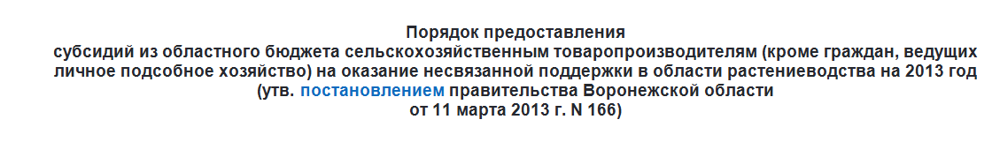 Порядок предоставления
субсидий из областного бюджета сельскохозяйственным товаропроизводителям (кроме граждан, ведущих
личное подсобное хозяйство) на оказание несвязанной поддержки в области растениеводства на 2013 год
(утв. постановлением правительства Воронежской области
от 11 марта 2013 г. N 166)